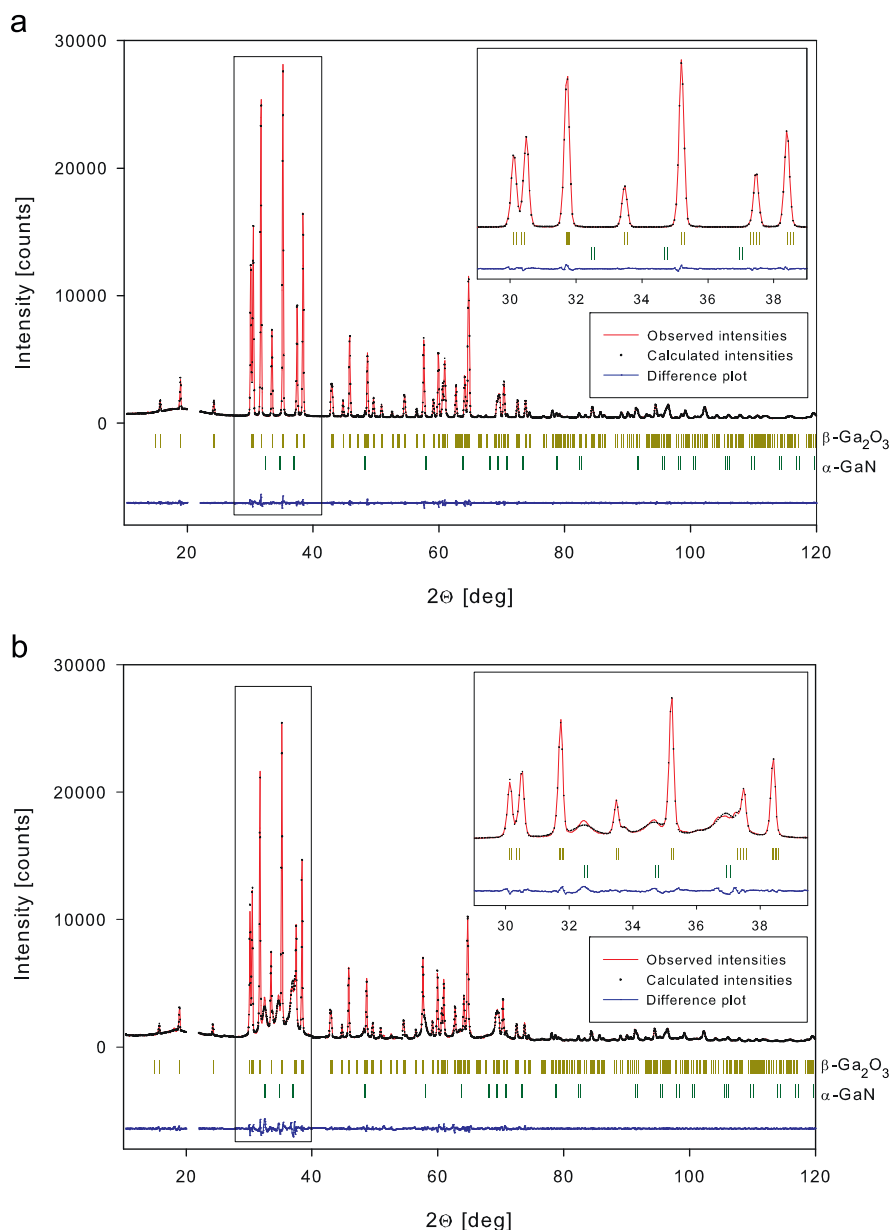 a
30000
20000
10000
0
Intensity [counts]
30 32 34 36 38
Observed intensities
Calculated intensities
Difference plot
β-Ga2O3
α-GaN
20 40 60 80 100 120
2Θ [deg]
b
30000
20000
10000
0
Intensity [counts]
30 32 34 36 38
Observed intensities
Calculated intensities
Difference plot
β-Ga2O3
α-GaN
20 40 60 80 100 120
2Θ [deg]